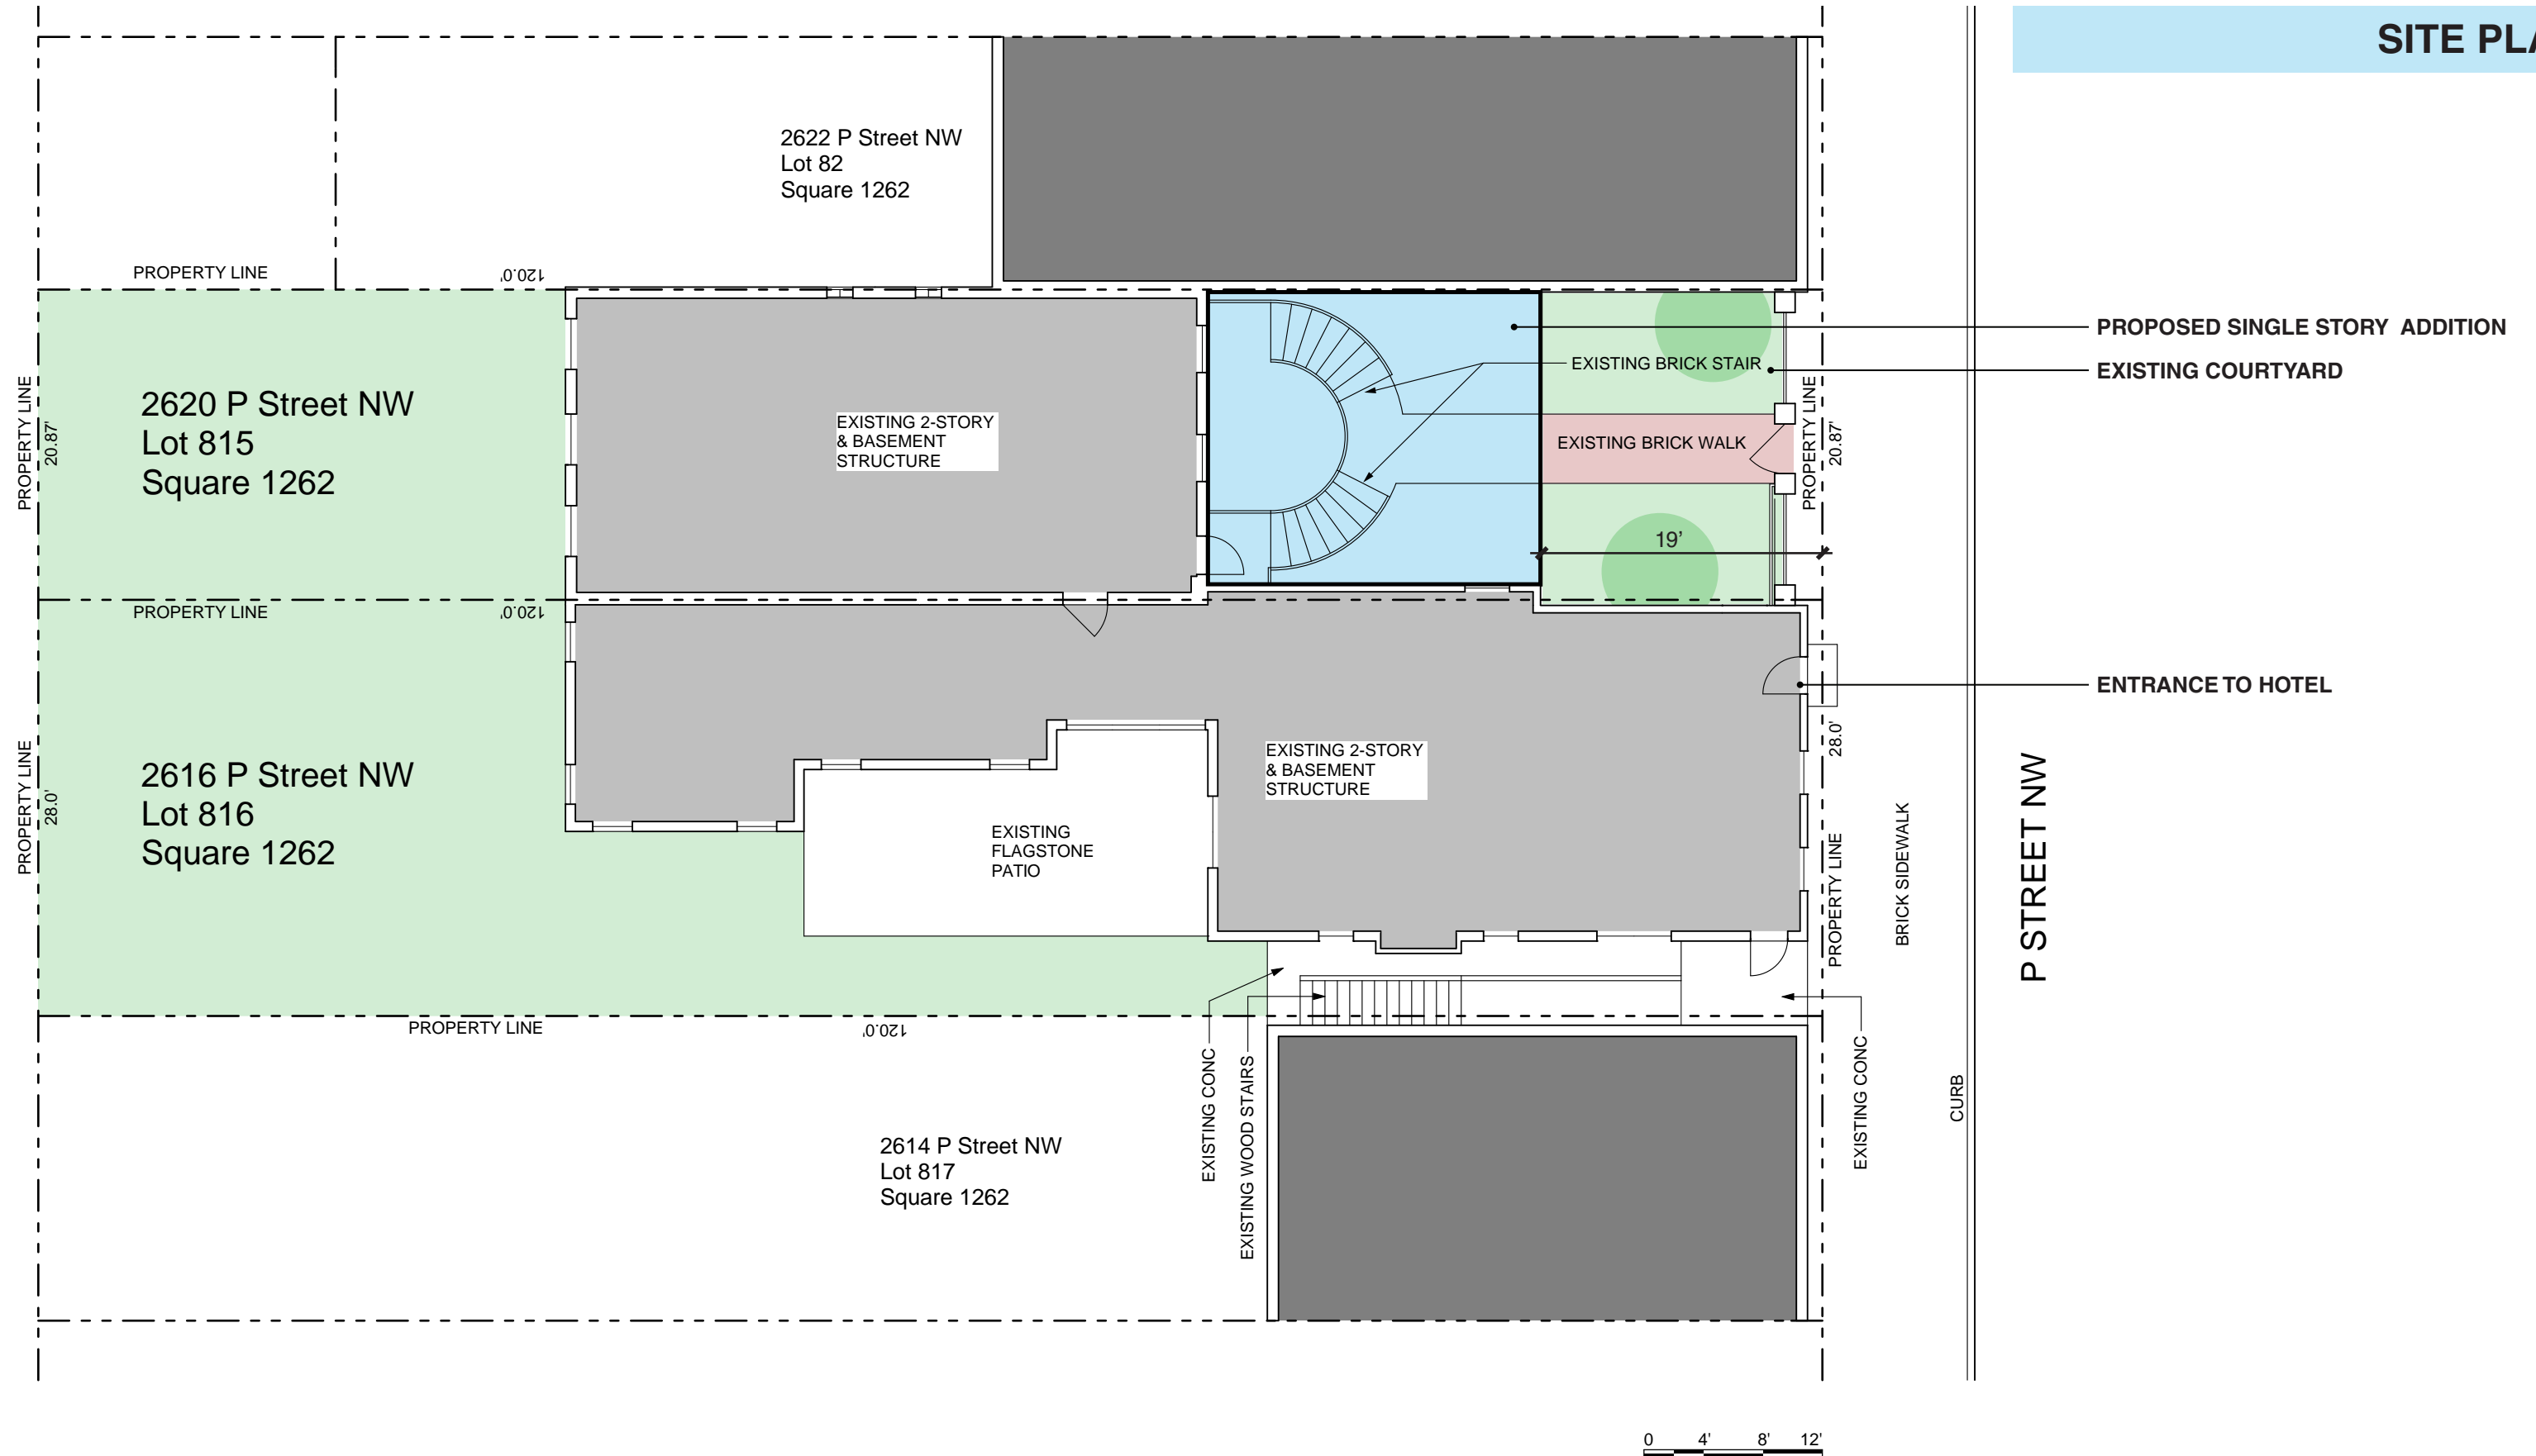 SITE PLA
2622 P Street NW
Lot 82
Square 1262
PROPERTY LINE
120.0'
PROPOSED SINGLE STORY ADDITION
EXISTING BRICK STAIR
EXISTING COURTYARD
PROPERTY LINE
20.87'
2620 P Street NW
Lot 815
Square 1262
EXISTING 2-STORY
& BASEMENT
STRUCTURE
EXISTING BRICK WALK
PROPERTY LINE
20.87'
19’
PROPERTY LINE
120.0'
ENTRANCE TO HOTEL
PROPERTY LINE
28.0'
2616 P Street NW
Lot 816
Square 1262
EXISTING 2-STORY
& BASEMENT
STRUCTURE
28.0'
PROPERTY LINE
BRICK SIDEWALK
P STREET NW
EXISTING
FLAGSTONE
PATIO
PROPERTY LINE
120.0'
EXISTING CONC
EXISTING WOOD STAIRS
EXISTING CONC
CURB
2614 P Street NW
Lot 817
Square 1262
0 4' 8' 12'